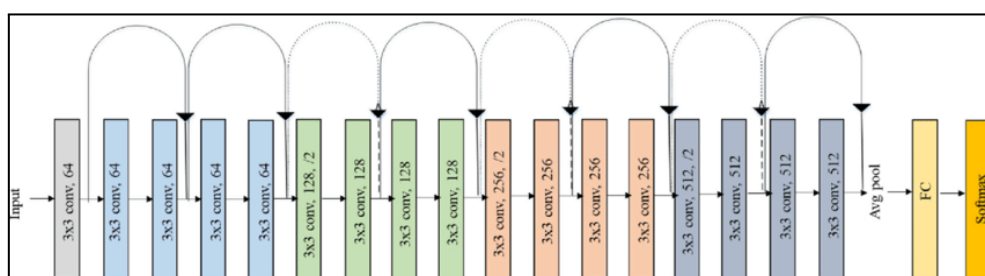 Input
3x3 conv, 64
3x3 conv, 64
3x3 conv, 64
3x3 conv, 64
3x3 conv, 64
3x3 conv, 128, /2
3x3 conv, 128
3x3 conv, 128
3x3 conv, 128
3x3 conv, 256, /2
3x3 conv, 256
3x3 conv, 256
3x3 conv, 256
3x3 conv, 512, /2
3x3 conv, 512
3x3 conv, 512
3x3 conv, 512
Avg pool
FC
Softmax